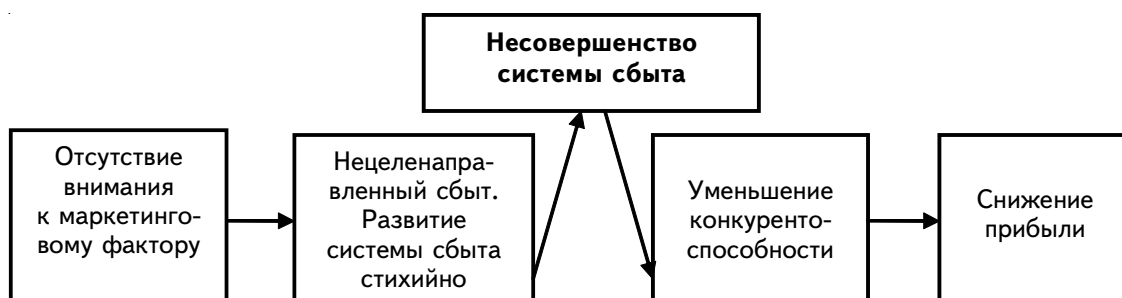 Несовершенство
системы сбыта
Отсутствие
внимания
к маркетинго-
вому фактору
Нецеленапра-
вленный сбыт.
Развитие
системы сбыта
стихийно
Уменьшение
конкуренто-
способности
Снижение
прибыли